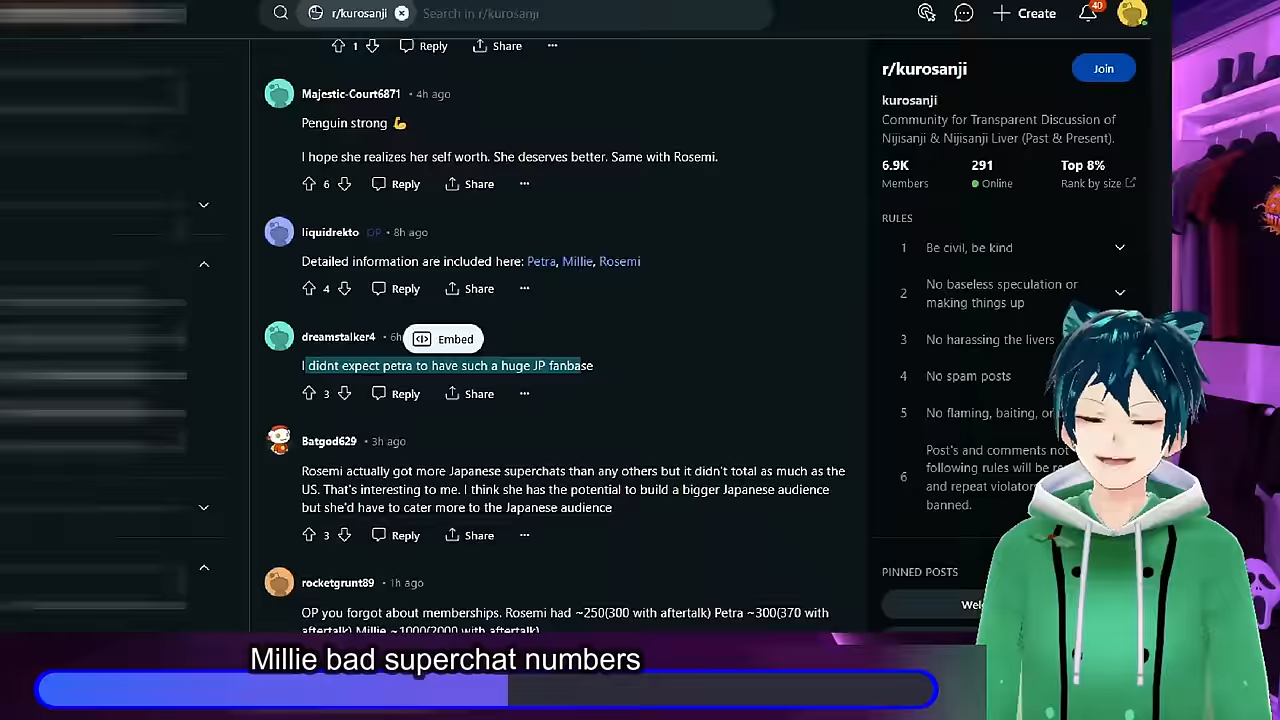 r/kurosanji
Search in r/kurosanji
Create
40
1
Reply
Share
Majestic-Court6871 • 4h ago
Penguin strong 💪
I hope she realizes her self worth. She deserves better. Same with Rosemi.
6
Reply
Share
liquidrekto OP • 8h ago
Detailed information are included here: Petra, Millie, Rosemi
4
Reply
Share
dreamstalker4 • 6h
Embed
I didnt expect petra to have such a huge JP fanbase
3
Reply
Share
Batgod629 • 3h ago
Rosemi actually got more Japanese superchats than any others but it didn't total as much as the
US. That's interesting to me. I think she has the potential to build a bigger Japanese audience
but she'd have to cater more to the Japanese audience
3
Reply
Share
rocketgrunt89 • 1h ago
OP you forgot about memberships. Rosemi had ~250(300 with aftertalk) Petra ~300(370 with
aftertalk) Millie ~1000(2000 with aftertalk)
r/kurosanji
Join
kurosanji
Community for Transparent Discussion of
Nijisanji & Nijisanji Liver (Past & Present).
6.9K
291
Top 8%
Members
Online
Rank by size
RULES
1 Be civil, be kind
2 No baseless speculation or
making things up
3 No harassing the livers
4 No spam posts
5 No flaming, baiting, or
6 Post's and comments not
following rules will be re
and repeat violators
banned.
PINNED POSTS
Wel
Millie bad superchat numbers